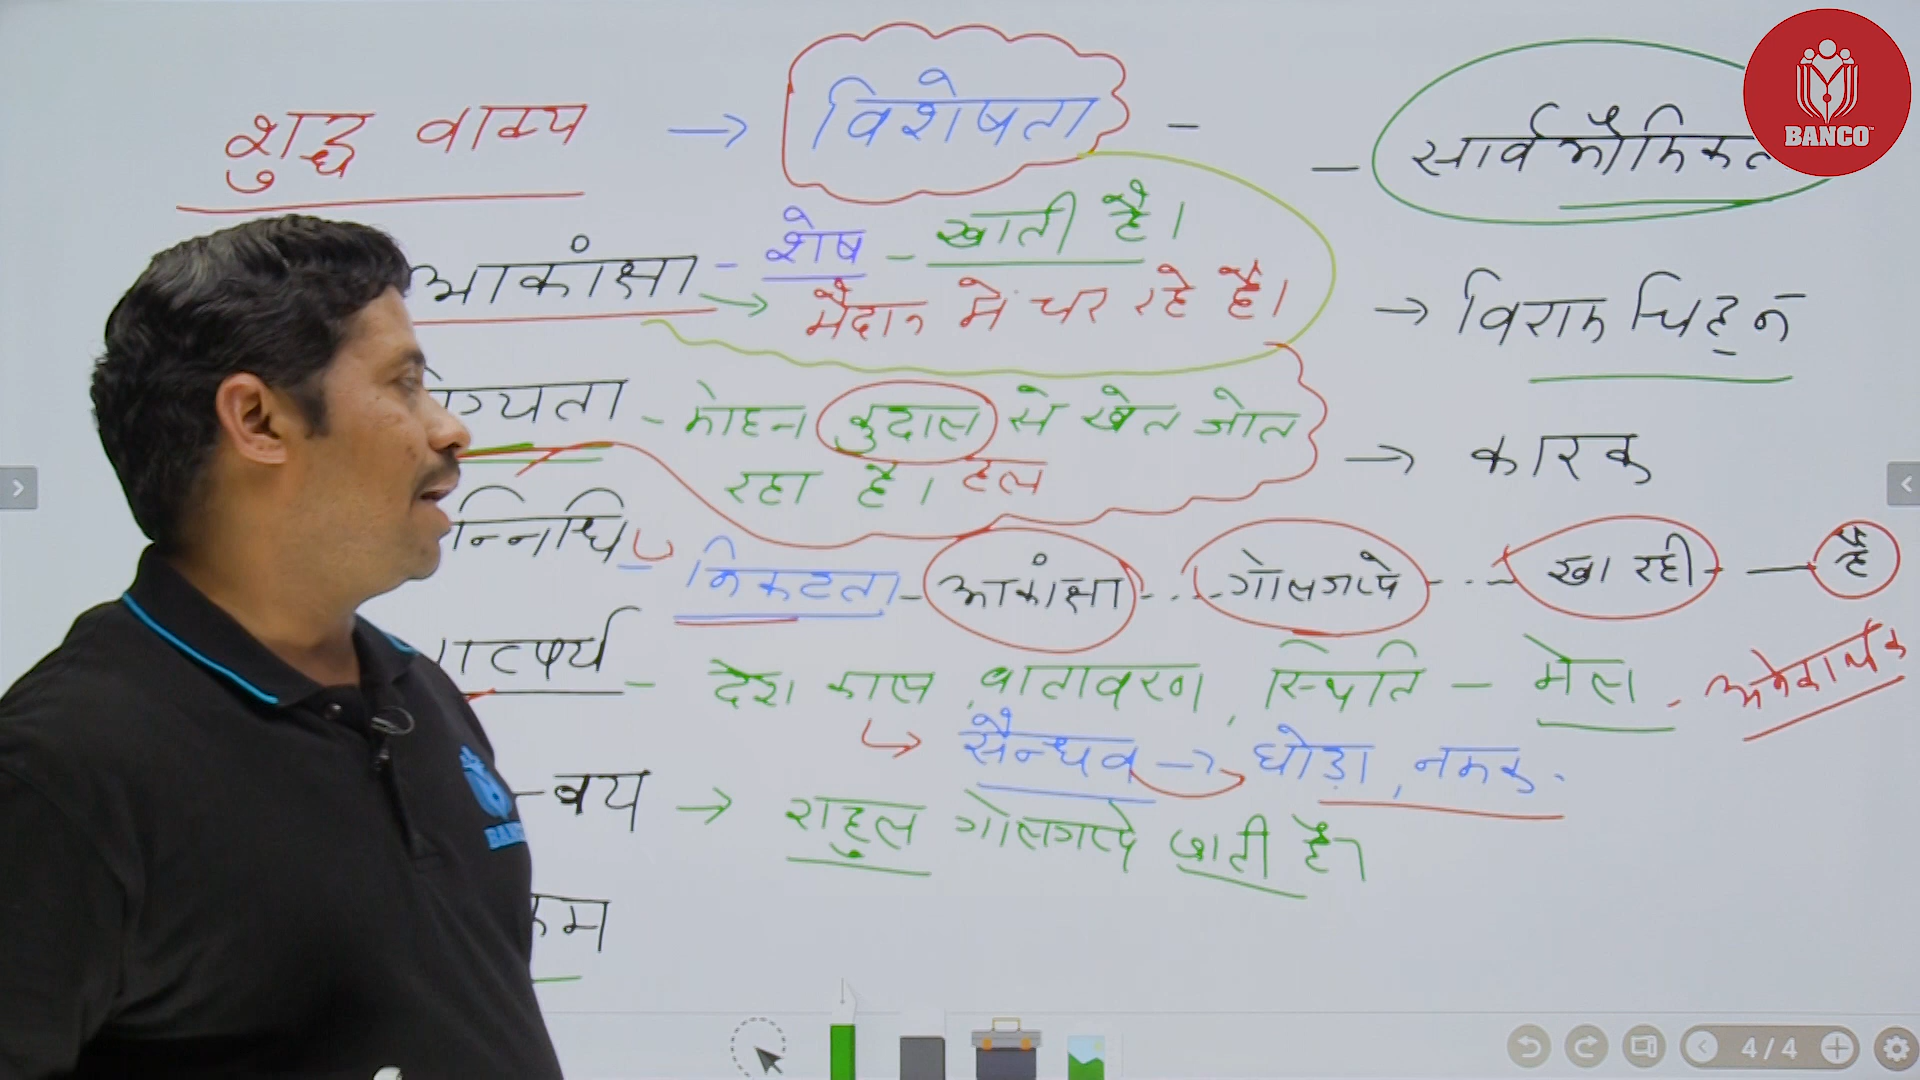 शुद्ध वाक्य → विशेषता - - सार्वभौमिकत
BANCO
आकांक्षा - शेष - खाती है।
→ मैदान में चर रहे हैं। → विराम चिह्न
ग्यता - मोहन कुदाल से खेत जोत
रहा है। हल → कारक
न्निधि निकटता - आकांक्षा ... गोलगप्पे ... खा रही — है
ात्पर्य - देश काल, वातावरण, स्थिति - मेल - अनेकार्थक
↳ सैन्धव → घोड़ा, नमक
न्वय → राहुल गोलगप्पे खाती है।
BANCO
4 / 4